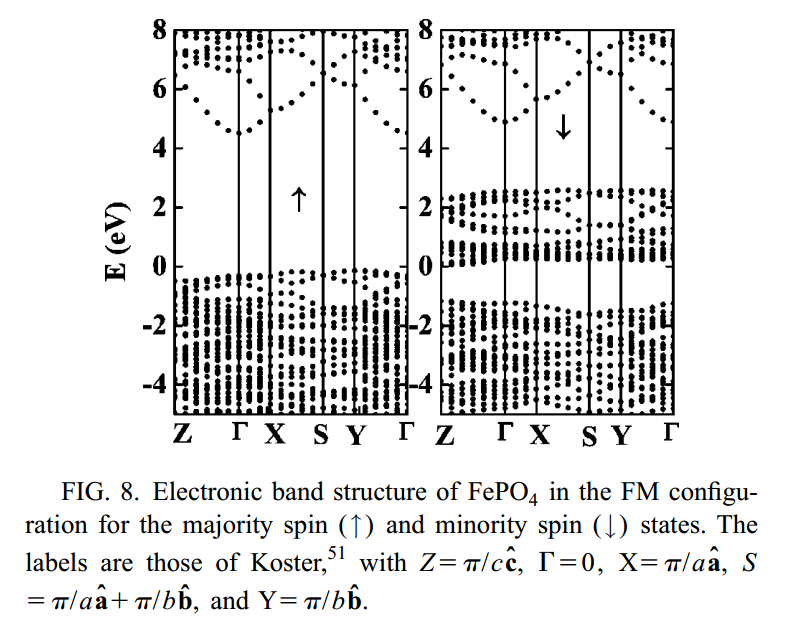 8 8
6 6
4 4
2 2
0 0
-2 -2
-4 -4
E (eV)
↑ ↓
Z Γ X S Y Γ Z Γ X S Y Γ
FIG. 8. Electronic band structure of FePO₄ in the FM configu-
ration for the majority spin (↑) and minority spin (↓) states. The
labels are those of Koster,⁵¹ with Z= π/cĉ, Γ=0, X= π/aâ, S
= π/aâ+ π/bb̂, and Y= π/bb̂.